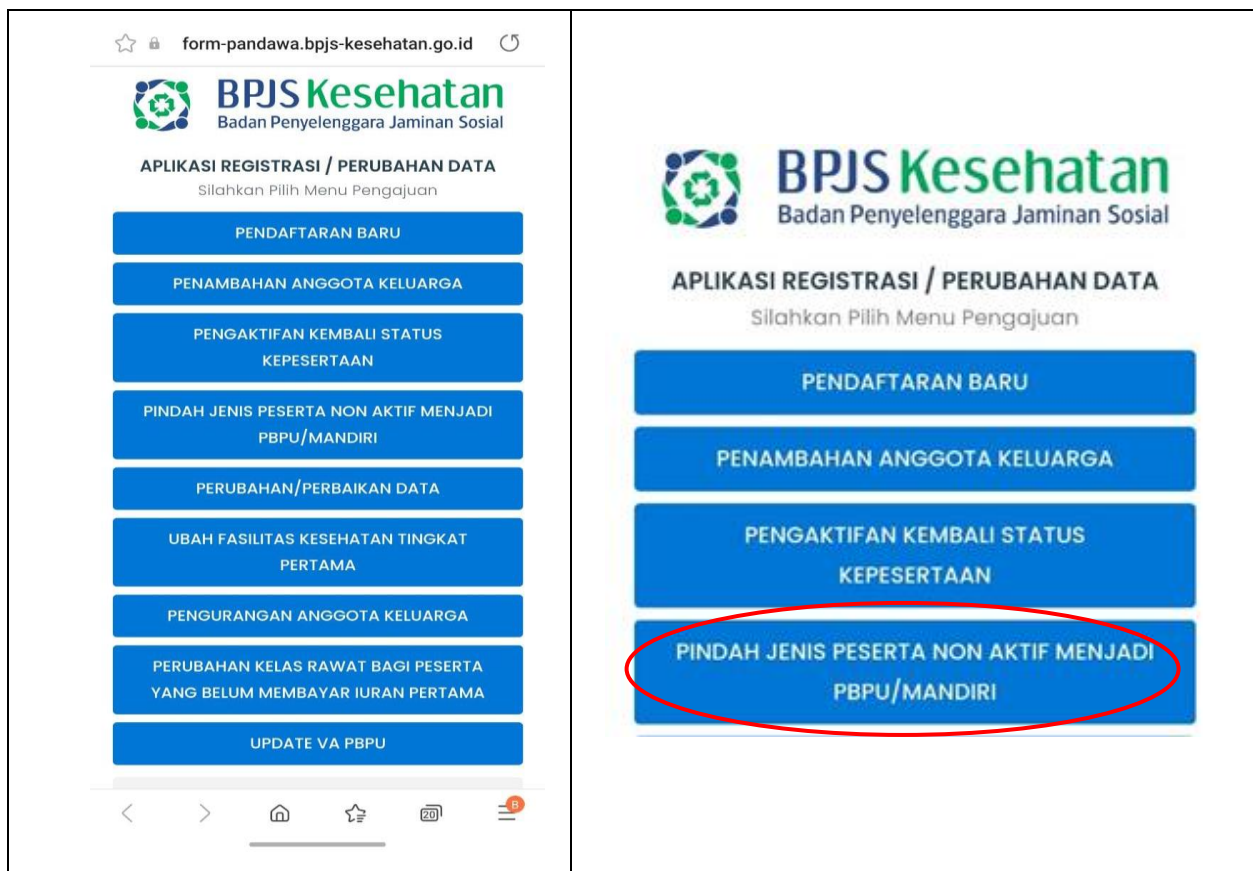 form-pandawa.bpjs-kesehatan.go.id
BPJS Kesehatan
Badan Penyelenggara Jaminan Sosial
APLIKASI REGISTRASI / PERUBAHAN DATA
Silahkan Pilih Menu Pengajuan
PENDAFTARAN BARU
PENAMBAHAN ANGGOTA KELUARGA
PENGAKTIFAN KEMBALI STATUS
KEPESERTAAN
PINDAH JENIS PESERTA NON AKTIF MENJADI
PBPU/MANDIRI
PERUBAHAN/PERBAIKAN DATA
UBAH FASILITAS KESEHATAN TINGKAT
PERTAMA
PENGURANGAN ANGGOTA KELUARGA
PERUBAHAN KELAS RAWAT BAGI PESERTA
YANG BELUM MEMBAYAR IURAN PERTAMA
UPDATE VA PBPU
20
B
BPJS Kesehatan
Badan Penyelenggara Jaminan Sosial
APLIKASI REGISTRASI / PERUBAHAN DATA
Silahkan Pilih Menu Pengajuan
PENDAFTARAN BARU
PENAMBAHAN ANGGOTA KELUARGA
PENGAKTIFAN KEMBALI STATUS
KEPESERTAAN
PINDAH JENIS PESERTA NON AKTIF MENJADI
PBPU/MANDIRI